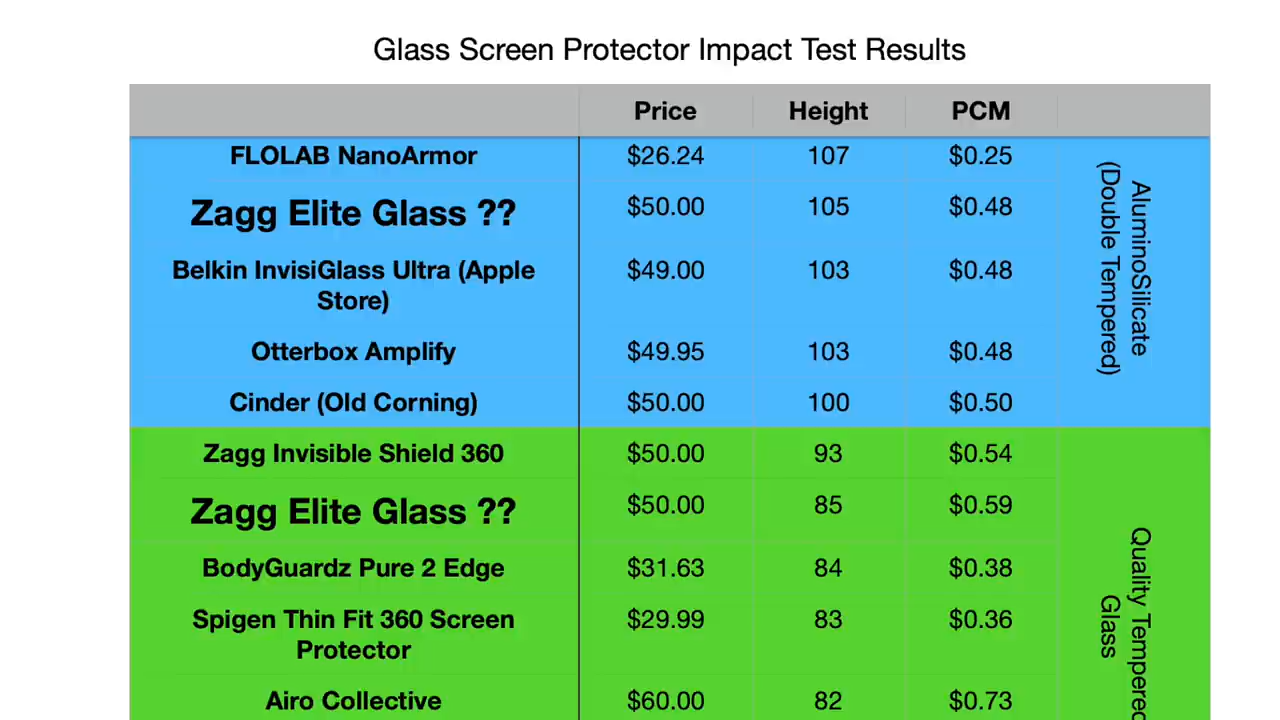 Glass Screen Protector Impact Test Results
Price Height PCM
FLOLAB NanoArmor $26.24 107 $0.25
Zagg Elite Glass ?? $50.00 105 $0.48
Belkin InvisiGlass Ultra (Apple $49.00 103 $0.48
Store)
Otterbox Amplify $49.95 103 $0.48
Cinder (Old Corning) $50.00 100 $0.50
AluminoSilicate
(Double Tempered)
Zagg Invisible Shield 360 $50.00 93 $0.54
Zagg Elite Glass ?? $50.00 85 $0.59
BodyGuardz Pure 2 Edge $31.63 84 $0.38
Spigen Thin Fit 360 Screen $29.99 83 $0.36
Protector
Airo Collective $60.00 82 $0.73
Quality Tempered
Glass